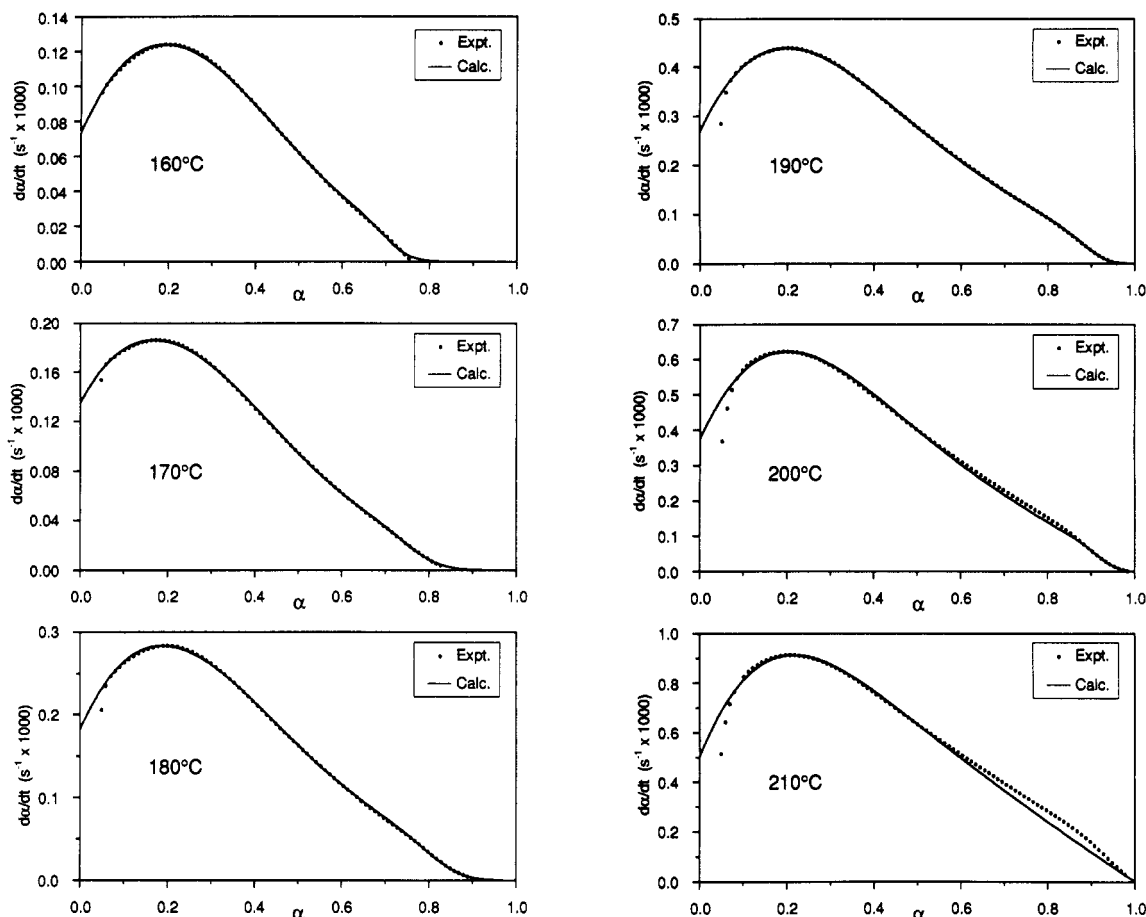 0.14
0.12
0.10
0.08
0.06
0.04
0.02
0.00
dα/dt (s⁻¹ x 1000)
Expt.
Calc.
160°C
0.0 0.2 0.4 0.6 0.8 1.0
α
0.5
0.4
0.3
0.2
0.1
0.0
dα/dt (s⁻¹ x 1000)
Expt.
Calc.
190°C
0.0 0.2 0.4 0.6 0.8 1.0
α
0.20
0.16
0.12
0.08
0.04
0.00
dα/dt (s⁻¹ x 1000)
Expt.
Calc.
170°C
0.0 0.2 0.4 0.6 0.8 1.0
α
0.7
0.6
0.5
0.4
0.3
0.2
0.1
0.0
dα/dt (s⁻¹ x 1000)
Expt.
Calc.
200°C
0.0 0.2 0.4 0.6 0.8 1.0
α
0.3
0.2
0.1
0.0
dα/dt (s⁻¹ x 1000)
Expt.
Calc.
180°C
0.0 0.2 0.4 0.6 0.8 1.0
α
1.0
0.8
0.6
0.4
0.2
0.0
dα/dt (s⁻¹ x 1000)
Expt.
Calc.
210°C
0.0 0.2 0.4 0.6 0.8 1.0
α